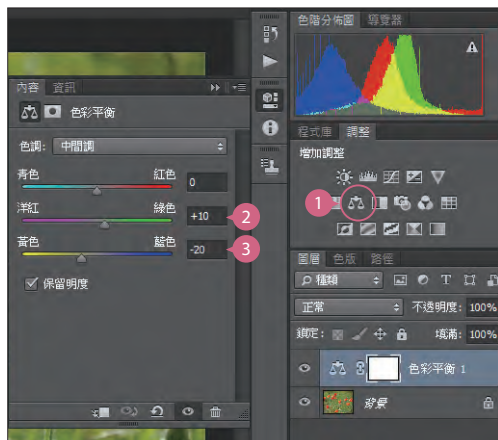 內容 資訊
色彩平衡
色調: 中間調
青色 紅色 0
洋紅 綠色 +10 2
黃色 藍色 -20 3
保留明度
色階分佈圖 導覽器
程式庫 調整
增加調整
1
圖層 色版 路徑
種類
正常 不透明度: 100%
鎖定: 填滿: 100%
色彩平衡 1
背景